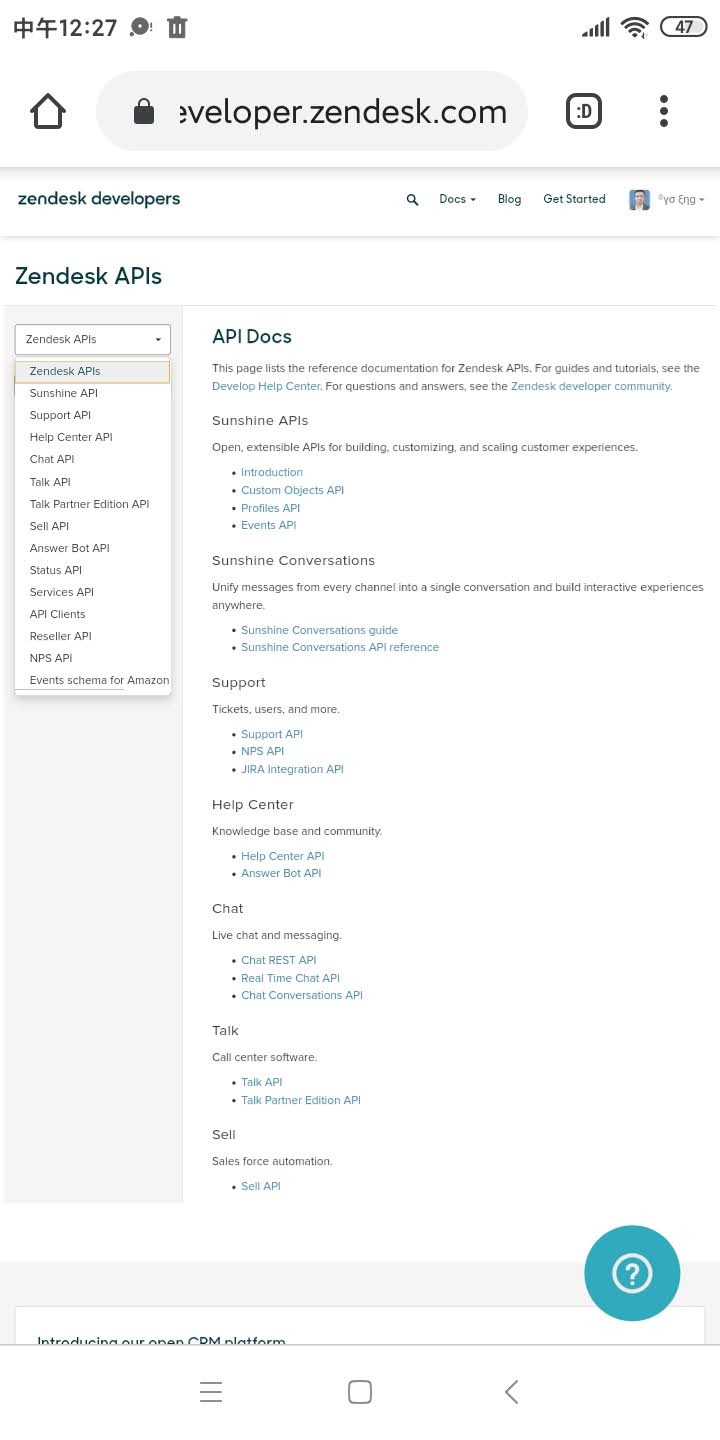 中午12:27
47
eveloper.zendesk.com
:D
zendesk developers
Docs
Blog
Get Started
®γσ ξηg
Zendesk APIs
Zendesk APIs
Zendesk APIs
Sunshine API
Support API
Help Center API
Chat API
Talk API
Talk Partner Edition API
Sell API
Answer Bot API
Status API
Services API
API Clients
Reseller API
NPS API
Events schema for Amazon
API Docs
This page lists the reference documentation for Zendesk APIs. For guides and tutorials, see the
Develop Help Center. For questions and answers, see the Zendesk developer community.
Sunshine APIs
Open, extensible APIs for building, customizing, and scaling customer experiences.
• Introduction
• Custom Objects API
• Profiles API
• Events API
Sunshine Conversations
Unify messages from every channel into a single conversation and build interactive experiences
anywhere.
• Sunshine Conversations guide
• Sunshine Conversations API reference
Support
Tickets, users, and more.
• Support API
• NPS API
• JIRA Integration API
Help Center
Knowledge base and community.
• Help Center API
• Answer Bot API
Chat
Live chat and messaging.
• Chat REST API
• Real Time Chat API
• Chat Conversations API
Talk
Call center software.
• Talk API
• Talk Partner Edition API
Sell
Sales force automation.
• Sell API
?
Introducing our open CRM platform